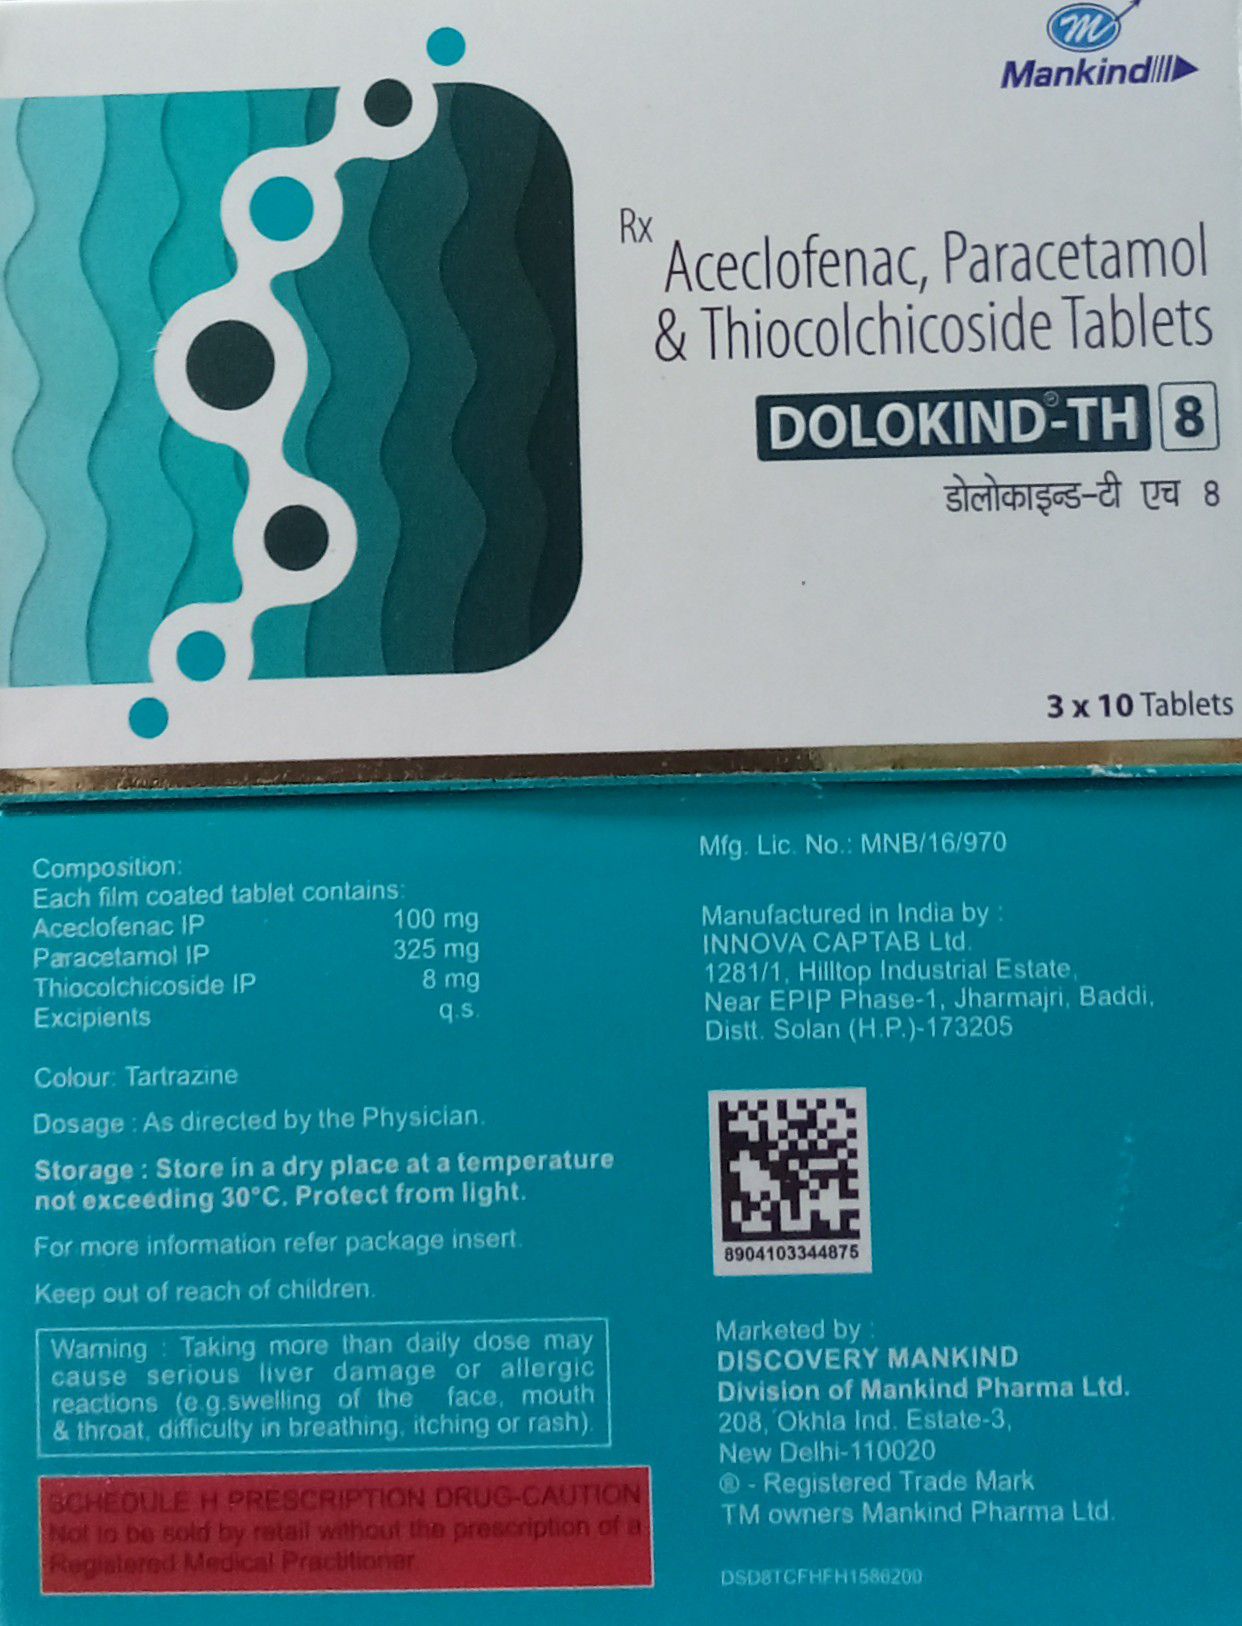 m
Mankind
Rx
Aceclofenac, Paracetamol
& Thiocolchicoside Tablets
DOLOKIND®-TH 8
डोलोकाइन्ड-टी एच 8
3 x 10 Tablets
Composition:
Each film coated tablet contains:
Aceclofenac IP 100 mg
Paracetamol IP 325 mg
Thiocolchicoside IP 8 mg
Excipients q.s.
Colour: Tartrazine
Dosage : As directed by the Physician.
Storage : Store in a dry place at a temperature
not exceeding 30°C. Protect from light.
For more information refer package insert.
Keep out of reach of children.
Warning : Taking more than daily dose may
cause serious liver damage or allergic
reactions (e.g.swelling of the face, mouth
& throat, difficulty in breathing, itching or rash).
SCHEDULE H PRESCRIPTION DRUG-CAUTION
Not to be sold by retail without the prescription of a
Registered Medical Practitioner.
Mfg. Lic. No.: MNB/16/970
Manufactured in India by :
INNOVA CAPTAB Ltd.
1281/1, Hilltop Industrial Estate,
Near EPIP Phase-1, Jharmajri, Baddi,
Distt. Solan (H.P.)-173205
8904103344875
Marketed by :
DISCOVERY MANKIND
Division of Mankind Pharma Ltd.
208, Okhla Ind. Estate-3,
New Delhi-110020
® - Registered Trade Mark
TM owners Mankind Pharma Ltd.
DSD8TCFHFH1586200